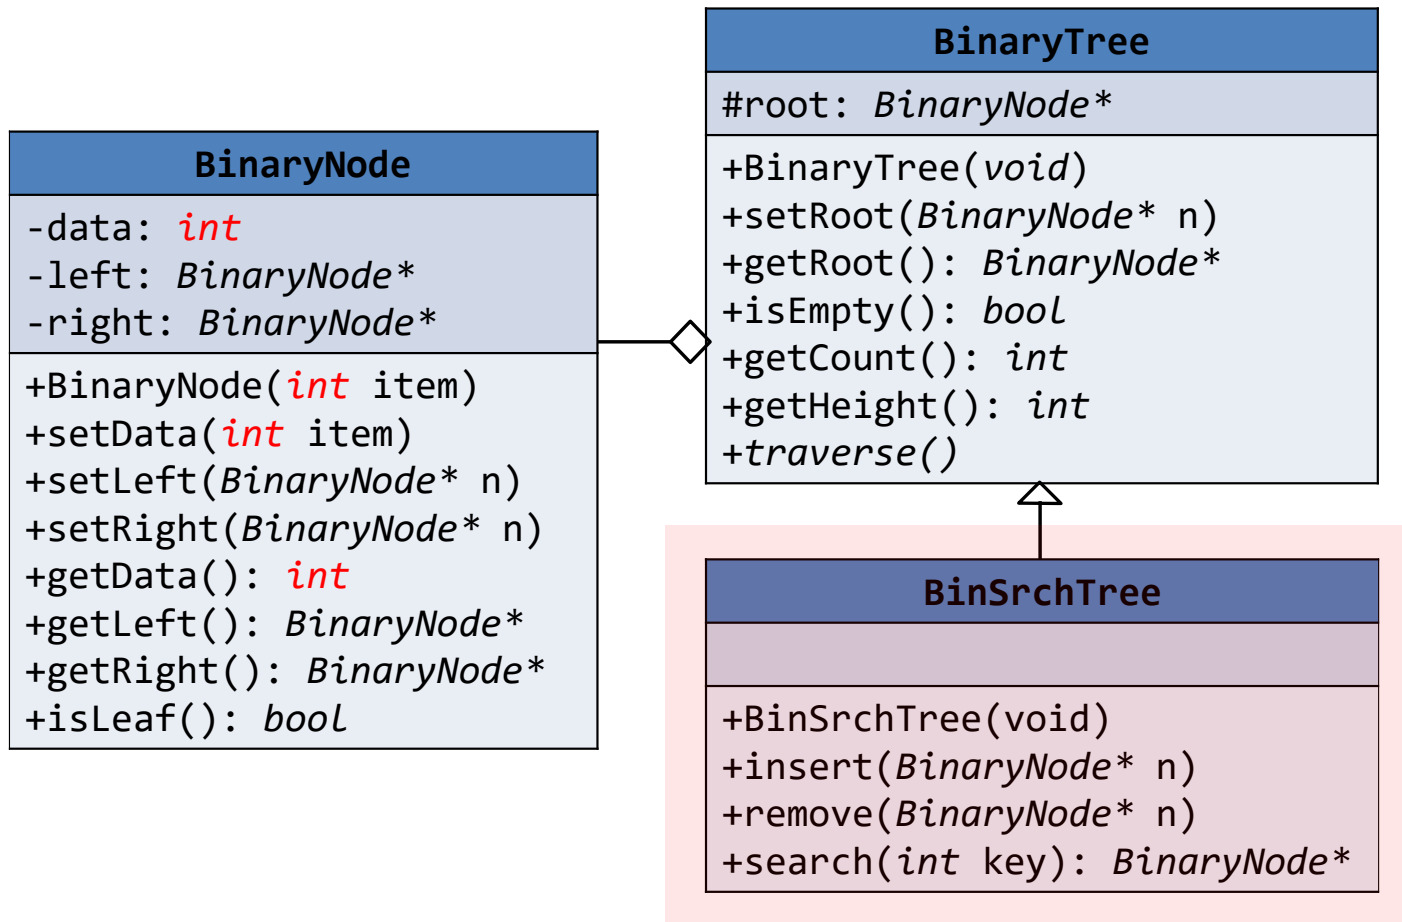 BinaryNode
-data: int
-left: BinaryNode*
-right: BinaryNode*
+BinaryNode(int item)
+setData(int item)
+setLeft(BinaryNode* n)
+setRight(BinaryNode* n)
+getData(): int
+getLeft(): BinaryNode*
+getRight(): BinaryNode*
+isLeaf(): bool
BinaryTree
#root: BinaryNode*
+BinaryTree(void)
+setRoot(BinaryNode* n)
+getRoot(): BinaryNode*
+isEmpty(): bool
+getCount(): int
+getHeight(): int
+traverse()
BinSrchTree
+BinSrchTree(void)
+insert(BinaryNode* n)
+remove(BinaryNode* n)
+search(int key): BinaryNode*